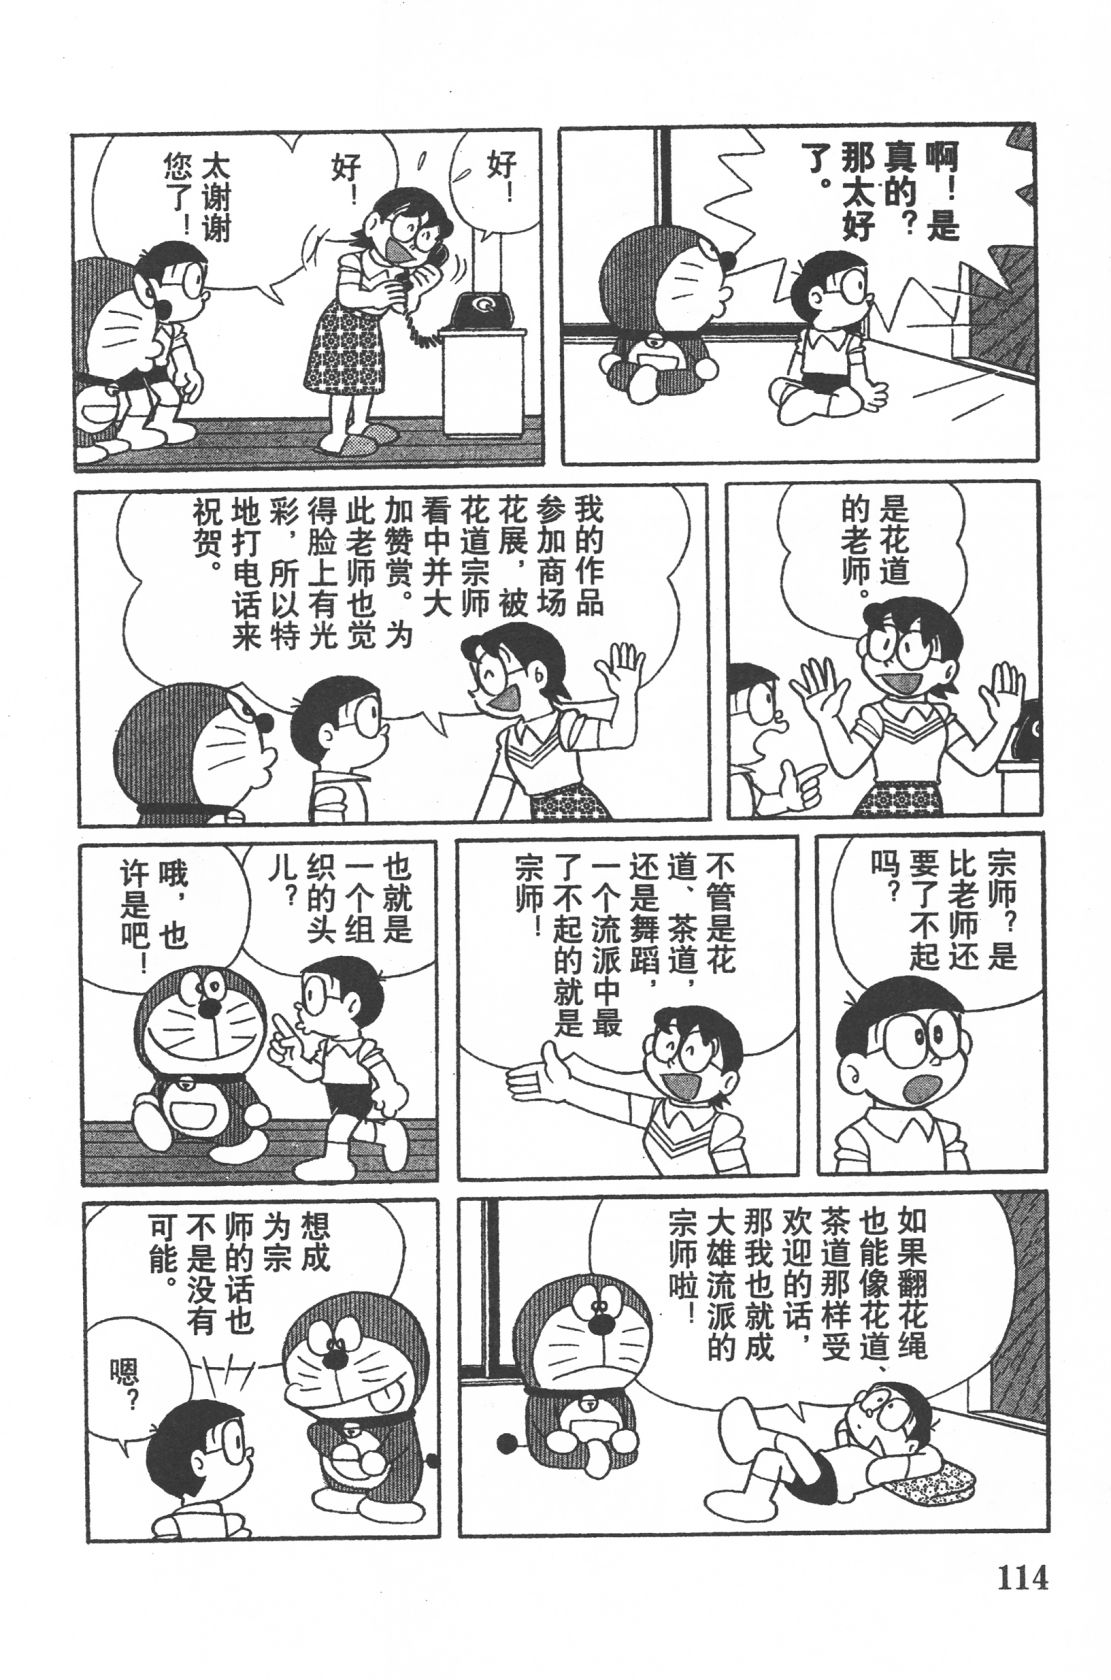 啊！是
真的？
那太好
了。
好！
好！
太谢谢
您了！
是花道
的老师。
我的作品
参加商场
花展，被
花道宗师
看中并大
加赞赏。为
此老师也觉
得脸上有光
彩，所以特
地打电话来
祝贺。
宗师？是
比老师还
要了不起
吗？
不管是花
道、茶道，
还是舞蹈，
一个流派中最
了不起的就是
宗师！
也就是
一个组
织的头
儿？
哦，也
许是吧！
如果翻花绳
也能像花道、
茶道那样受
欢迎的话，
那我也就成
大雄流派的
宗师啦！
想成
为宗
师的话也
不是没有
可能。
嗯？
114